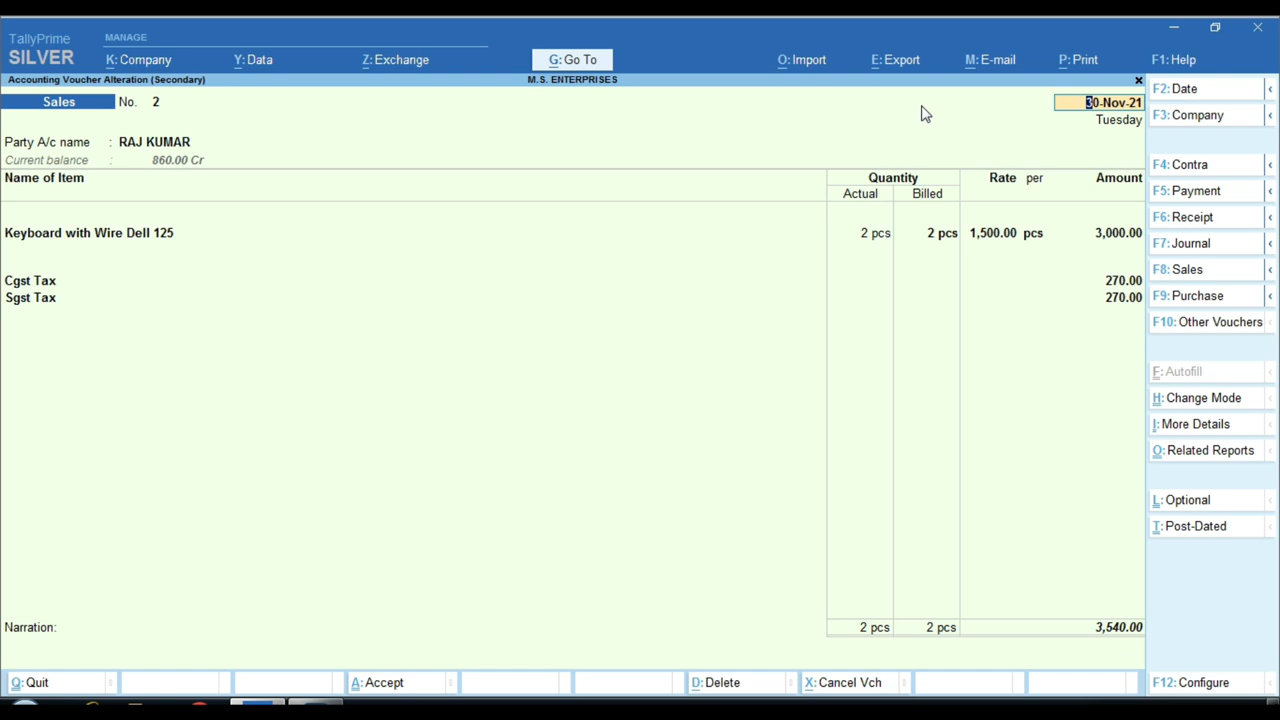 TallyPrime MANAGE
SILVER K: Company Y: Data Z: Exchange G: Go To O: Import E: Export M: E-mail P: Print F1: Help
Accounting Voucher Alteration (Secondary) M.S. ENTERPRISES
Sales No. 2 30-Nov-21
Tuesday
Party A/c name : RAJ KUMAR
Current balance : 860.00 Cr
Name of Item Quantity Rate per Amount
Actual Billed
Keyboard with Wire Dell 125 2 pcs 2 pcs 1,500.00 pcs 3,000.00
Cgst Tax 270.00
Sgst Tax 270.00
Narration: 2 pcs 2 pcs 3,540.00
F2: Date
F3: Company
F4: Contra
F5: Payment
F6: Receipt
F7: Journal
F8: Sales
F9: Purchase
F10: Other Vouchers
F: Autofill
H: Change Mode
I: More Details
O: Related Reports
L: Optional
T: Post-Dated
Q: Quit A: Accept D: Delete X: Cancel Vch F12: Configure